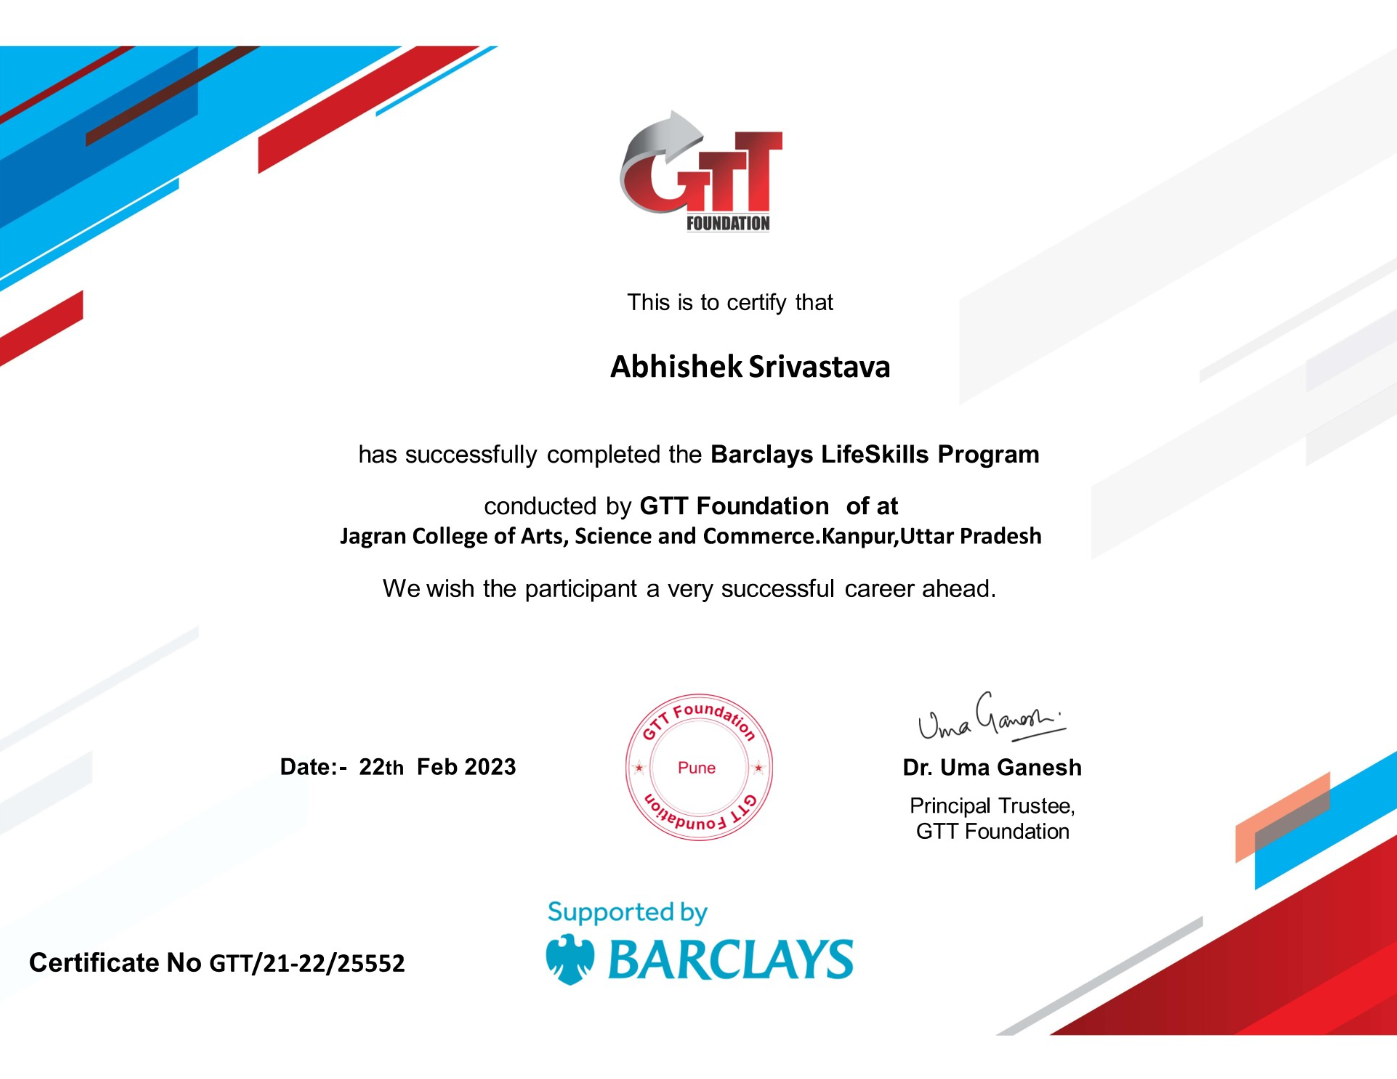 GTT
FOUNDATION
This is to certify that
Abhishek Srivastava
has successfully completed the Barclays LifeSkills Program
conducted by GTT Foundation of at
Jagran College of Arts, Science and Commerce.Kanpur,Uttar Pradesh
We wish the participant a very successful career ahead.
Date:- 22th Feb 2023
GTT Foundation
Pune
GTT Foundation
Uma Ganesh
Dr. Uma Ganesh
Principal Trustee,
GTT Foundation
Supported by
BARCLAYS
Certificate No GTT/21-22/25552